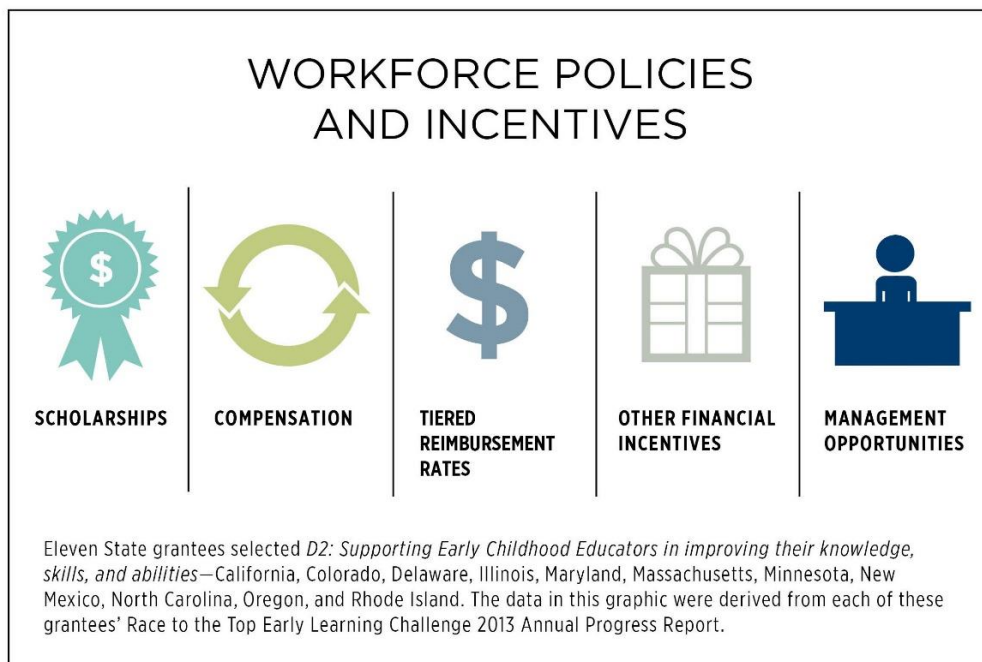 WORKFORCE POLICIES
AND INCENTIVES
$
SCHOLARSHIPS
COMPENSATION
$
TIERED
REIMBURSEMENT
RATES
OTHER FINANCIAL
INCENTIVES
MANAGEMENT
OPPORTUNITIES
Eleven State grantees selected D2: Supporting Early Childhood Educators in improving their knowledge,
skills, and abilities—California, Colorado, Delaware, Illinois, Maryland, Massachusetts, Minnesota, New
Mexico, North Carolina, Oregon, and Rhode Island. The data in this graphic were derived from each of these
grantees' Race to the Top Early Learning Challenge 2013 Annual Progress Report.